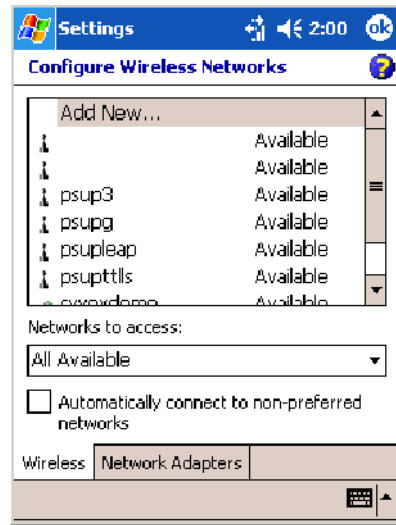 Settings 2:00 ok
Configure Wireless Networks ?
Add New...
Available
Available
psup3 Available
psupg Available
psupleap Available
psupttlls Available
Available
Networks to access:
All Available
Automatically connect to non-preferred
networks
Wireless Network Adapters